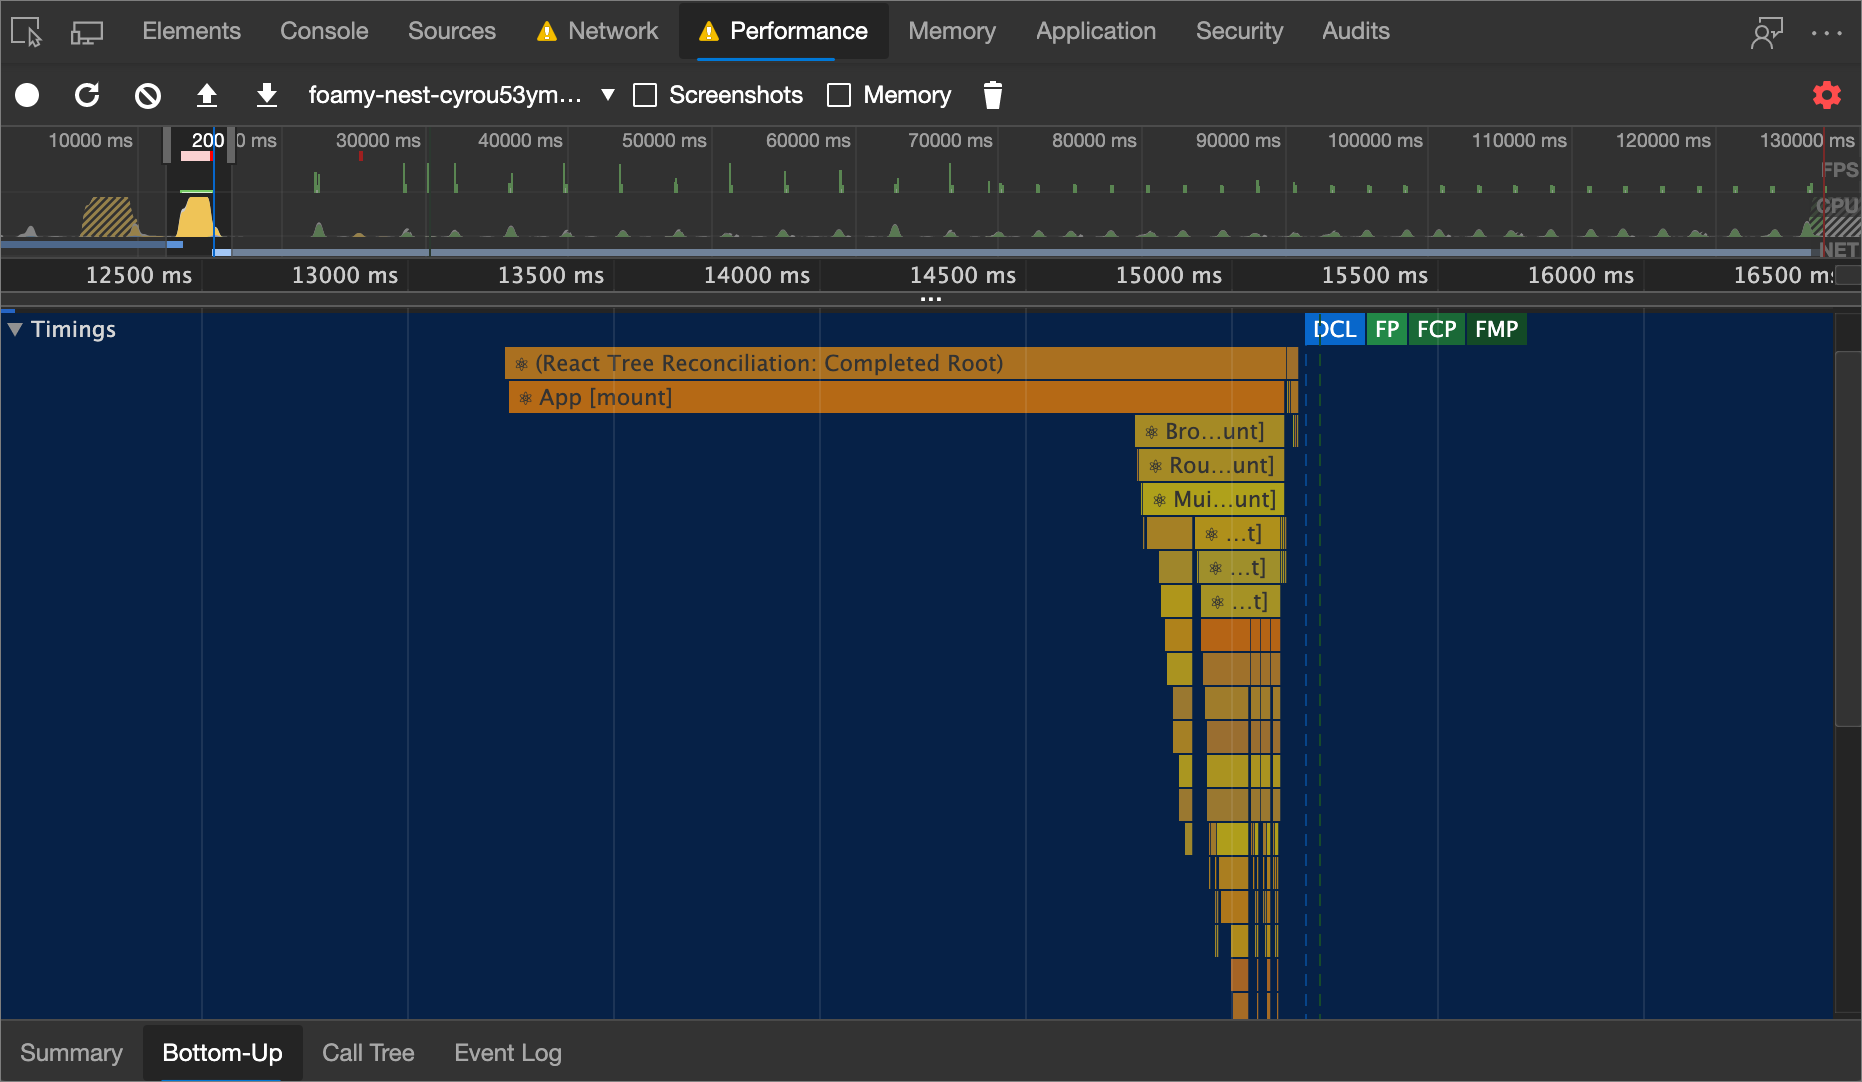 Elements Console Sources Network Performance Memory Application Security Audits
foamy-nest-cyrou53ym... Screenshots Memory
10000 ms 200 0 ms 30000 ms 40000 ms 50000 ms 60000 ms 70000 ms 80000 ms 90000 ms 100000 ms 110000 ms 120000 ms 130000 ms
FPS
CPU
NET
12500 ms 13000 ms 13500 ms 14000 ms 14500 ms 15000 ms 15500 ms 16000 ms 16500 ms
...
Timings DCL FP FCP FMP
(React Tree Reconciliation: Completed Root)
App [mount]
Bro...unt]
Rou...unt]
Mui...unt]
...t]
...t]
...t]
Summary Bottom-Up Call Tree Event Log